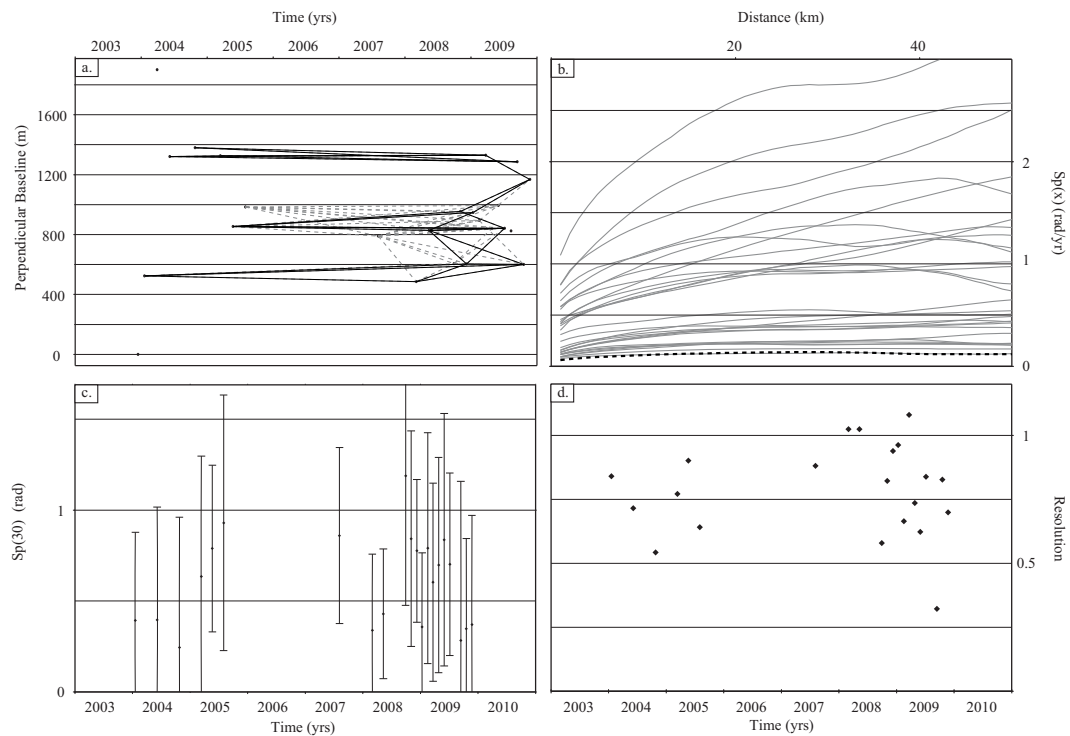 Time (yrs)
2003 2004 2005 2006 2007 2008 2009
a.
Perpendicular Baseline (m)
1600
1200
800
400
0
Distance (km)
20 40
b.
2
1
0
Sp(x) (rad/yr)
c.
Sp(30) (rad)
1
0
2003 2004 2005 2006 2007 2008 2009 2010
Time (yrs)
d.
1
0.5
Resolution
2003 2004 2005 2006 2007 2008 2009 2010
Time (yrs)